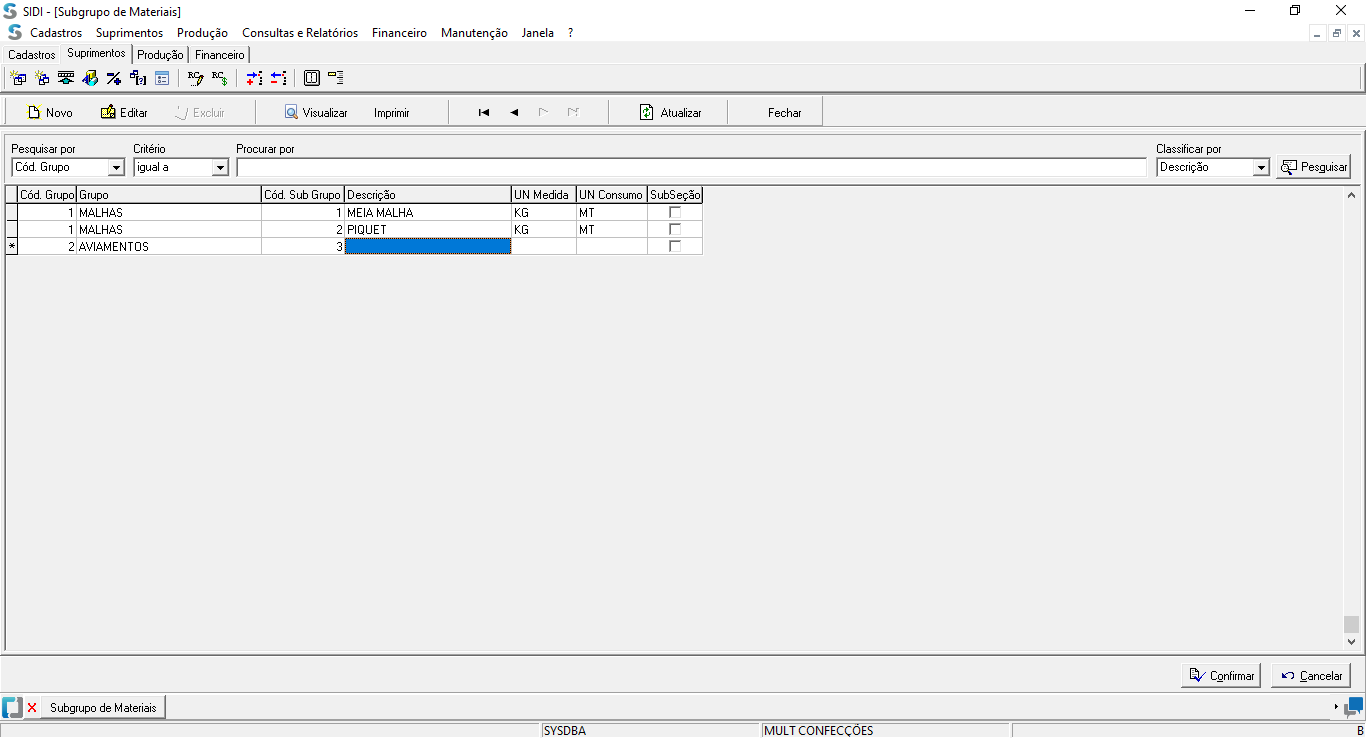 SIDI - [Subgrupo de Materiais]
Cadastros Suprimentos Produção Consultas e Relatórios Financeiro Manutenção Janela ?
Cadastros Suprimentos Produção Financeiro
Novo Editar Excluir Visualizar Imprimir Atualizar Fechar
Pesquisar por Critério Procurar por Classificar por
Cód. Grupo igual a Descrição Pesquisar
Cód. Grupo Grupo Cód. Sub Grupo Descrição UN Medida UN Consumo SubSeção
1 MALHAS 1 MEIA MALHA KG MT
1 MALHAS 2 PIQUET KG MT
* 2 AVIAMENTOS 3
Confirmar Cancelar
Subgrupo de Materiais
SYSDBA MULT CONFECÇÕES B